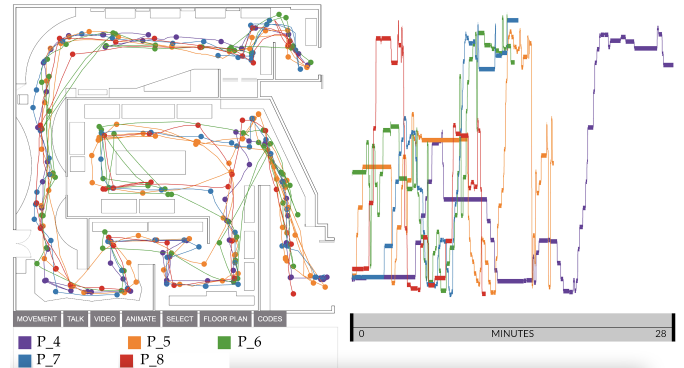 MOVEMENT TALK VIDEO ANIMATE SELECT FLOOR PLAN CODES
P_4 P_5 P_6
P_7 P_8
0 MINUTES 28